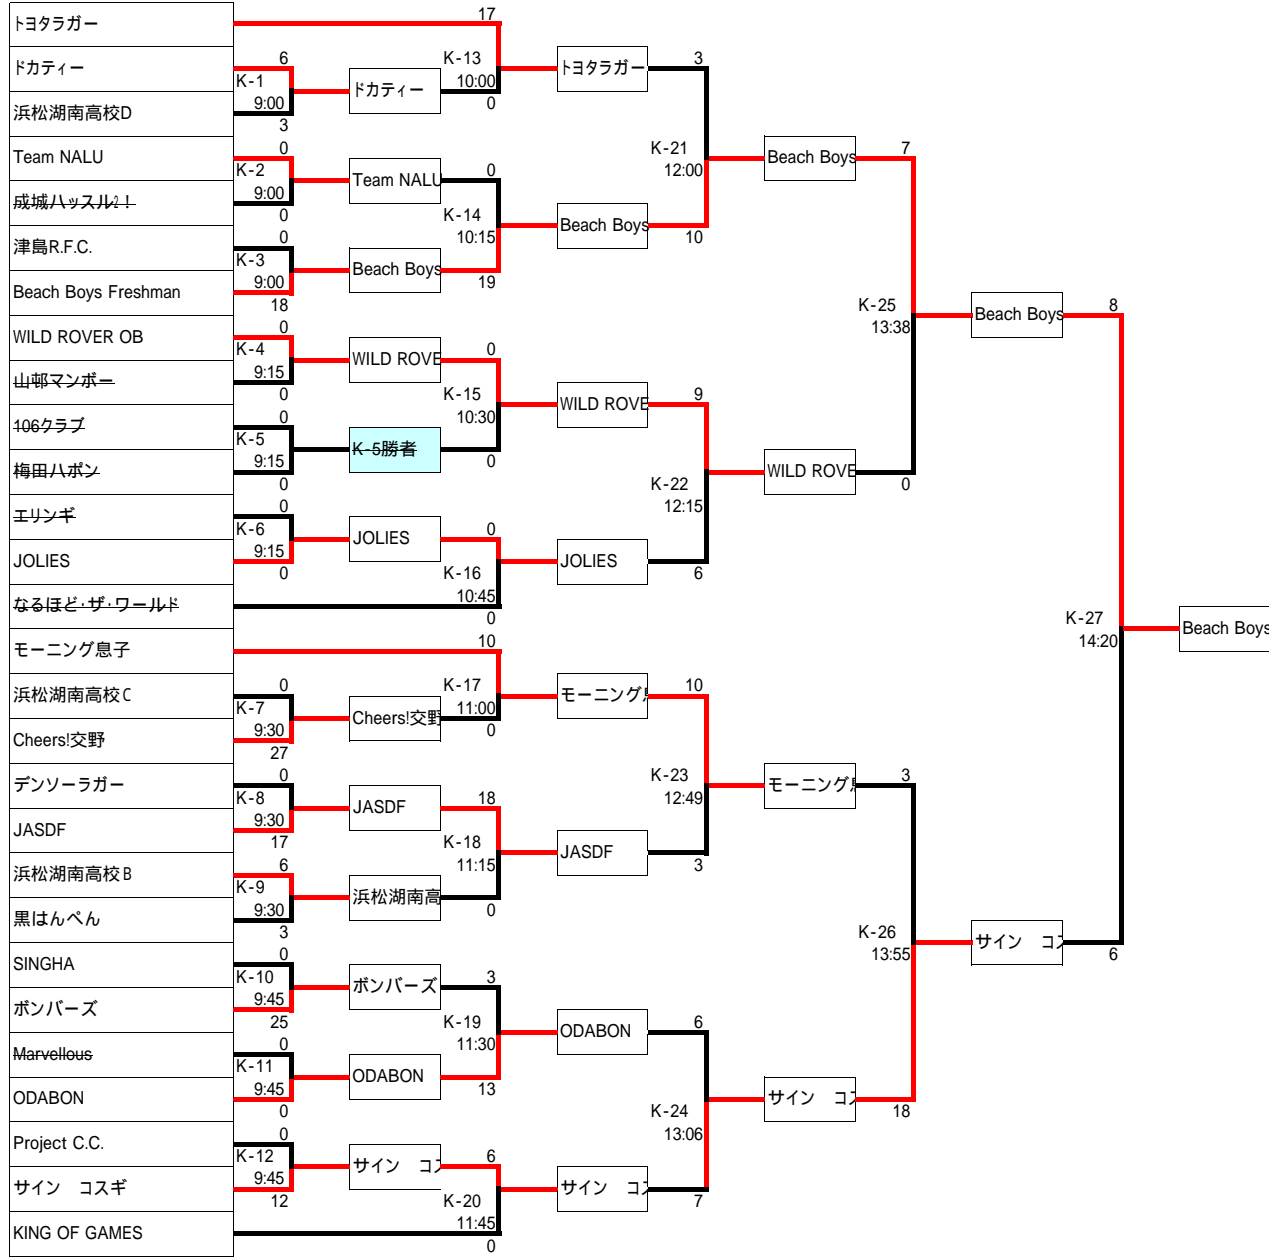 トヨタラガー
ドカティー
浜松湖南高校D
Team NALU
成城ハッスル2！
津島R.F.C.
Beach Boys Freshman
WILD ROVER OB
山邨マンボー
106クラブ
梅田ハポン
エリンギ
JOLIES
なるほど・ザ・ワールド
モーニング息子
浜松湖南高校C
Cheers!交野
デンソーラガー
JASDF
浜松湖南高校B
黒はんぺん
SINGHA
ボンバーズ
Marvellous
ODABON
Project C.C.
サイン　コスギ
KING OF GAMES
6
K-1
9:00
3
0
K-2
9:00
0
0
K-3
9:00
18
0
K-4
9:15
0
0
K-5
9:15
0
0
K-6
9:15
0
0
K-7
9:30
27
0
K-8
9:30
17
6
K-9
9:30
3
0
K-10
9:45
25
0
K-11
9:45
0
0
K-12
9:45
12
ドカティー
Team NALU
Beach Boys
WILD ROVE
K-5勝者
JOLIES
Cheers!交野
JASDF
浜松湖南高
ボンバーズ
ODABON
サイン　コ
17
K-13
10:00
0
0
K-14
10:15
19
0
K-15
10:30
0
0
K-16
10:45
0
10
K-17
11:00
0
18
K-18
11:15
0
3
K-19
11:30
13
6
K-20
11:45
0
トヨタラガー
Beach Boys
WILD ROVE
JOLIES
モーニング
JASDF
ODABON
サイン　コ
3
K-21
12:00
10
9
K-22
12:15
6
10
K-23
12:49
3
6
K-24
13:06
7
Beach Boys
WILD ROVE
モーニング
サイン　コ
7
K-25
13:38
0
3
K-26
13:55
18
Beach Boys
サイン　コ
8
K-27
14:20
6
Beach Boys